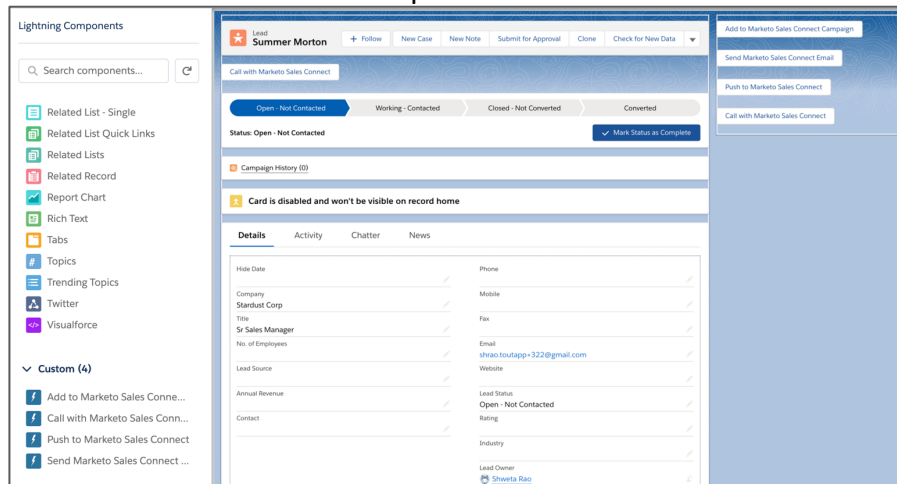 Lightning Components
Search components...
Related List - Single
Related List Quick Links
Related Lists
Related Record
Report Chart
Rich Text
Tabs
Topics
Trending Topics
Twitter
Visualforce
Custom (4)
Add to Marketo Sales Conne...
Call with Marketo Sales Conn...
Push to Marketo Sales Connect
Send Marketo Sales Connect ...
Lead
Summer Morton
+ Follow
New Case
New Note
Submit for Approval
Clone
Check for New Data
Call with Marketo Sales Connect
Open - Not Contacted
Working - Contacted
Closed - Not Converted
Converted
Status: Open - Not Contacted
Mark Status as Complete
Campaign History (0)
Card is disabled and won't be visible on record home
Details
Activity
Chatter
News
Hide Date
Company
Stardust Corp
Title
Sr Sales Manager
No. of Employees
Lead Source
Annual Revenue
Contact
Phone
Mobile
Fax
Email
shrao.toutapp+322@gmail.com
Website
Lead Status
Open - Not Contacted
Rating
Industry
Lead Owner
Shweta Rao
Add to Marketo Sales Connect Campaign
Send Marketo Sales Connect Email
Push to Marketo Sales Connect
Call with Marketo Sales Connect